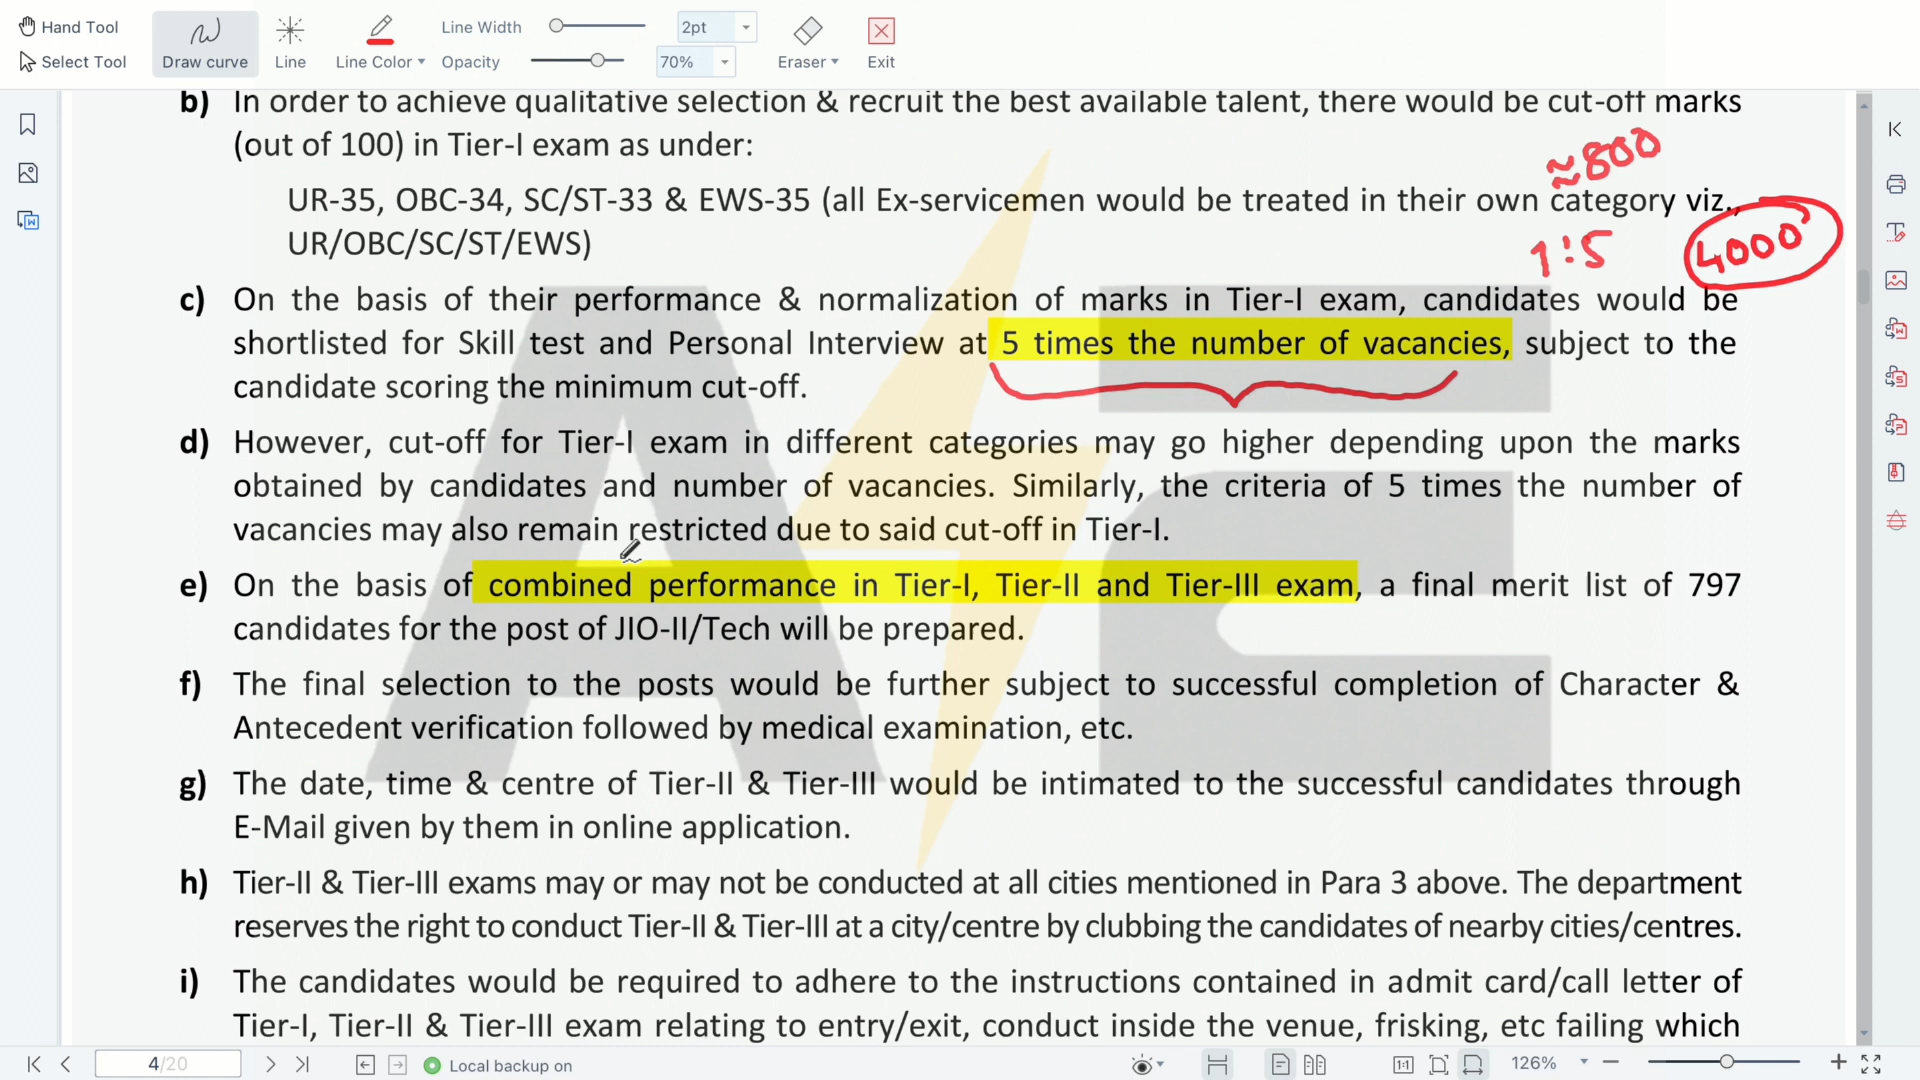 Hand Tool
Select Tool
Draw curve
Line
Line Color
Line Width
2pt
Opacity
70%
Eraser
Exit
b) In order to achieve qualitative selection & recruit the best available talent, there would be cut-off marks
(out of 100) in Tier-I exam as under:
≈800
UR-35, OBC-34, SC/ST-33 & EWS-35 (all Ex-servicemen would be treated in their own category viz.,
UR/OBC/SC/ST/EWS)
1:5
4000
c) On the basis of their performance & normalization of marks in Tier-I exam, candidates would be
shortlisted for Skill test and Personal Interview at 5 times the number of vacancies, subject to the
candidate scoring the minimum cut-off.
d) However, cut-off for Tier-I exam in different categories may go higher depending upon the marks
obtained by candidates and number of vacancies. Similarly, the criteria of 5 times the number of
vacancies may also remain restricted due to said cut-off in Tier-I.
e) On the basis of combined performance in Tier-I, Tier-II and Tier-III exam, a final merit list of 797
candidates for the post of JIO-II/Tech will be prepared.
f) The final selection to the posts would be further subject to successful completion of Character &
Antecedent verification followed by medical examination, etc.
g) The date, time & centre of Tier-II & Tier-III would be intimated to the successful candidates through
E-Mail given by them in online application.
h) Tier-II & Tier-III exams may or may not be conducted at all cities mentioned in Para 3 above. The department
reserves the right to conduct Tier-II & Tier-III at a city/centre by clubbing the candidates of nearby cities/centres.
i) The candidates would be required to adhere to the instructions contained in admit card/call letter of
Tier-I, Tier-II & Tier-III exam relating to entry/exit, conduct inside the venue, frisking, etc failing which
4/20
Local backup on
126%